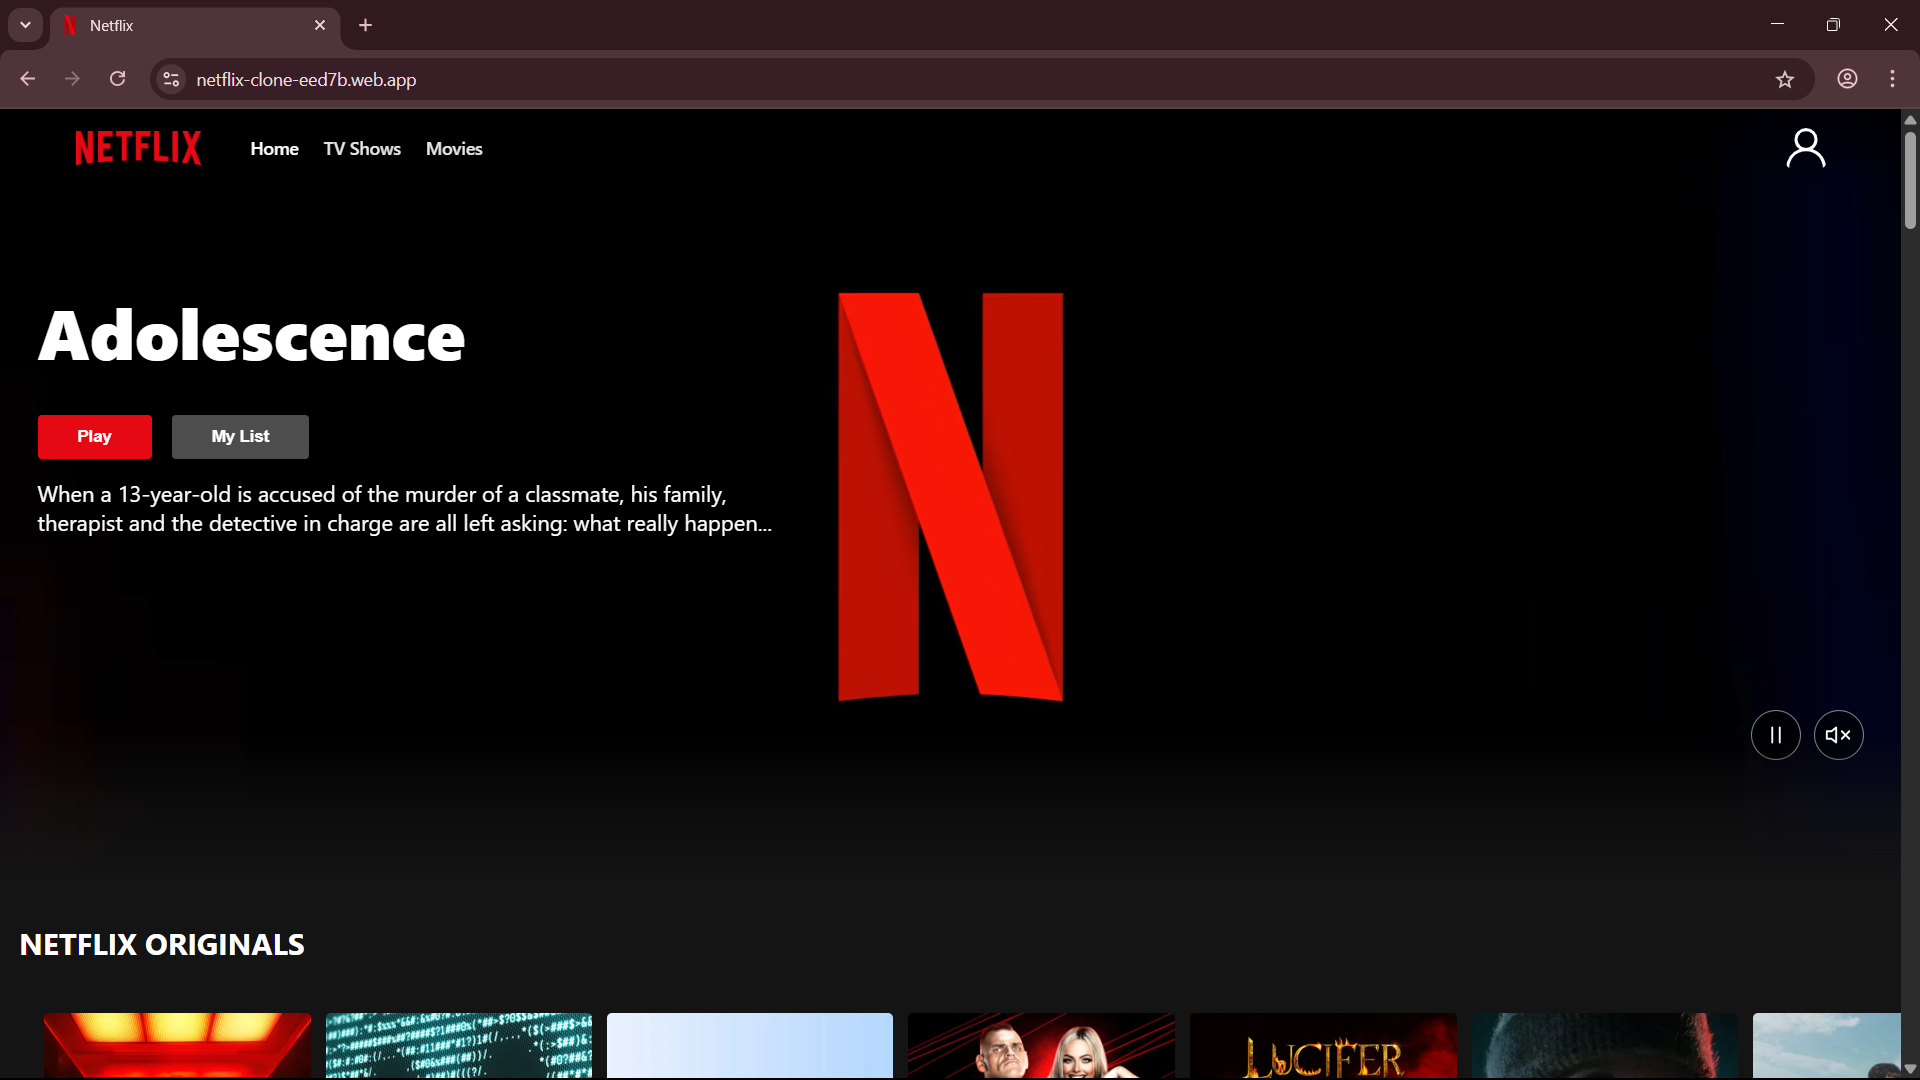 Netflix
netflix-clone-eed7b.web.app
NETFLIX
Home
TV Shows
Movies
Adolescence
Play
My List
When a 13-year-old is accused of the murder of a classmate, his family,
therapist and the detective in charge are all left asking: what really happen...
NETFLIX ORIGINALS
LUCIFER